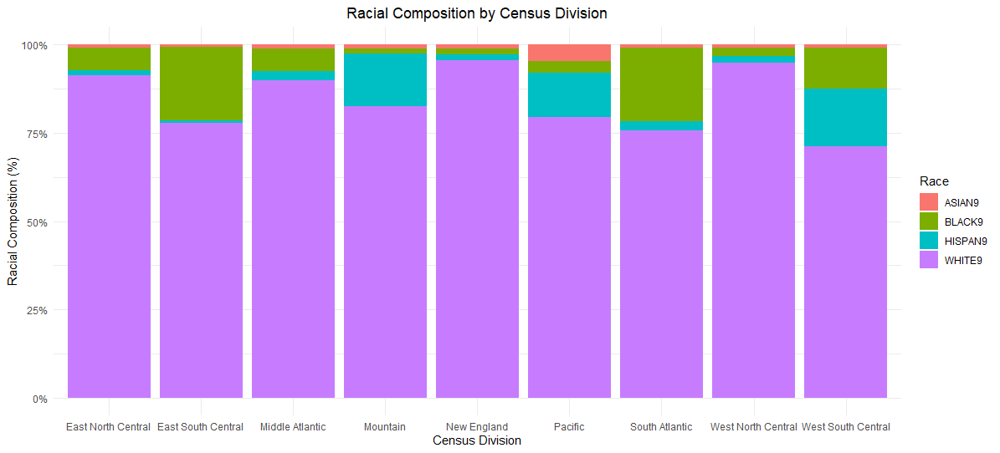 Racial Composition by Census Division
Racial Composition (%)
100%
75%
50%
25%
0%
East North Central East South Central Middle Atlantic Mountain New England Pacific South Atlantic West North Central West South Central
Census Division
Race
ASIAN9
BLACK9
HISPAN9
WHITE9